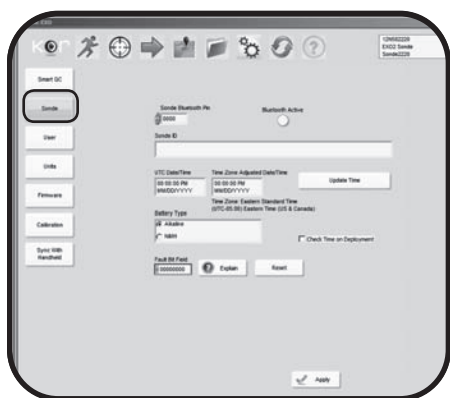 KOR
12N102228
EXO2 Sonde
Sonde2228
Smart QC
Sonde
User
Units
Firmware
Calibration
Sync With
Handheld
Sonde Bluetooth Pin
0000
Bluetooth Active
Sonde ID
UTC Date/Time
Time Zone Adjusted Date/Time
00:00:00 PM
MM/DD/YYYY
00:00:00 PM
MM/DD/YYYY
Update Time
Time Zone: Eastern Standard Time
(UTC-05:00) Eastern Time (US & Canada)
Battery Type
Alkaline
NiMH
Check Time on Deployment
Fault Bit Field
00000000
Explain
Reset
Apply